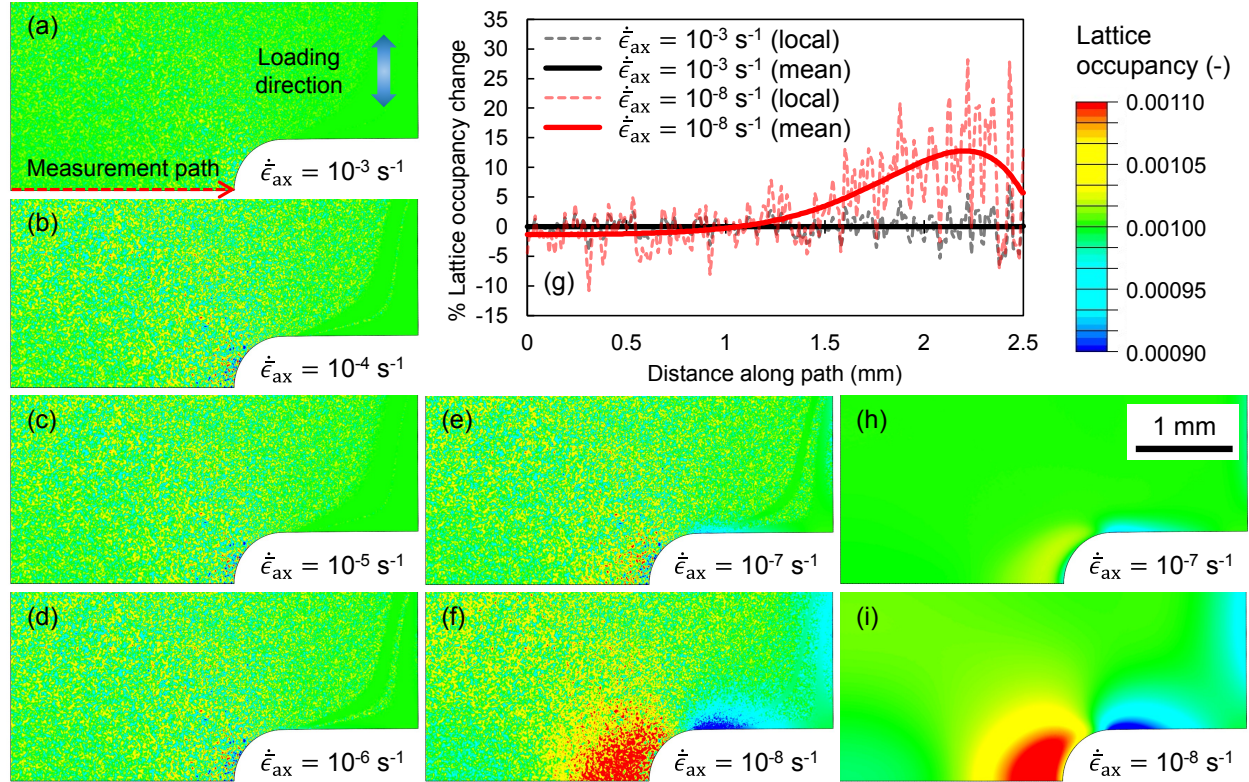 (a)
Loading
direction
Measurement path
ε̄̇ax = 10-3 s-1
(b)
ε̄̇ax = 10-4 s-1
(c)
ε̄̇ax = 10-5 s-1
(d)
ε̄̇ax = 10-6 s-1
% Lattice occupancy change
35
30
25
20
15
10
5
0
-5
-10
-15
ε̄̇ax = 10-3 s-1 (local)
ε̄̇ax = 10-3 s-1 (mean)
ε̄̇ax = 10-8 s-1 (local)
ε̄̇ax = 10-8 s-1 (mean)
(g)
0 0.5 1 1.5 2 2.5
Distance along path (mm)
Lattice
occupancy (-)
0.00110
0.00105
0.00100
0.00095
0.00090
(e)
ε̄̇ax = 10-7 s-1
(f)
ε̄̇ax = 10-8 s-1
(h)
1 mm
ε̄̇ax = 10-7 s-1
(i)
ε̄̇ax = 10-8 s-1